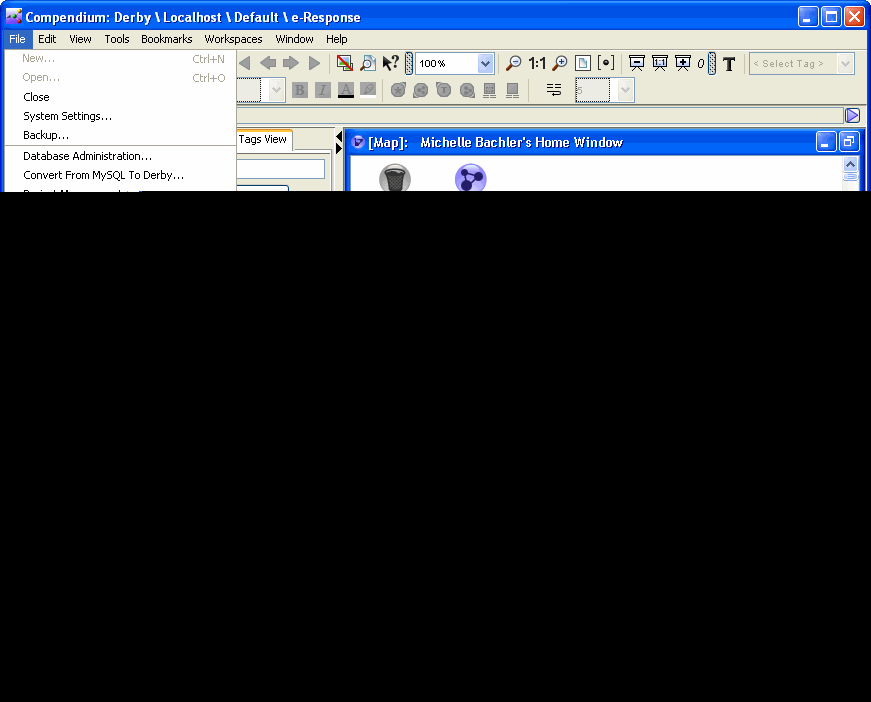 Compendium: Derby \ Localhost \ Default \ e-Response
File Edit View Tools Bookmarks Workspaces Window Help
New... Ctrl+N
100% 1:1 0 T < Select Tag >
Open... Ctrl+O
B I A
Close
System Settings...
Backup...
Tags View
[Map]: Michelle Bachler's Home Window
Database Administration...
Convert From MySQL To Derby...